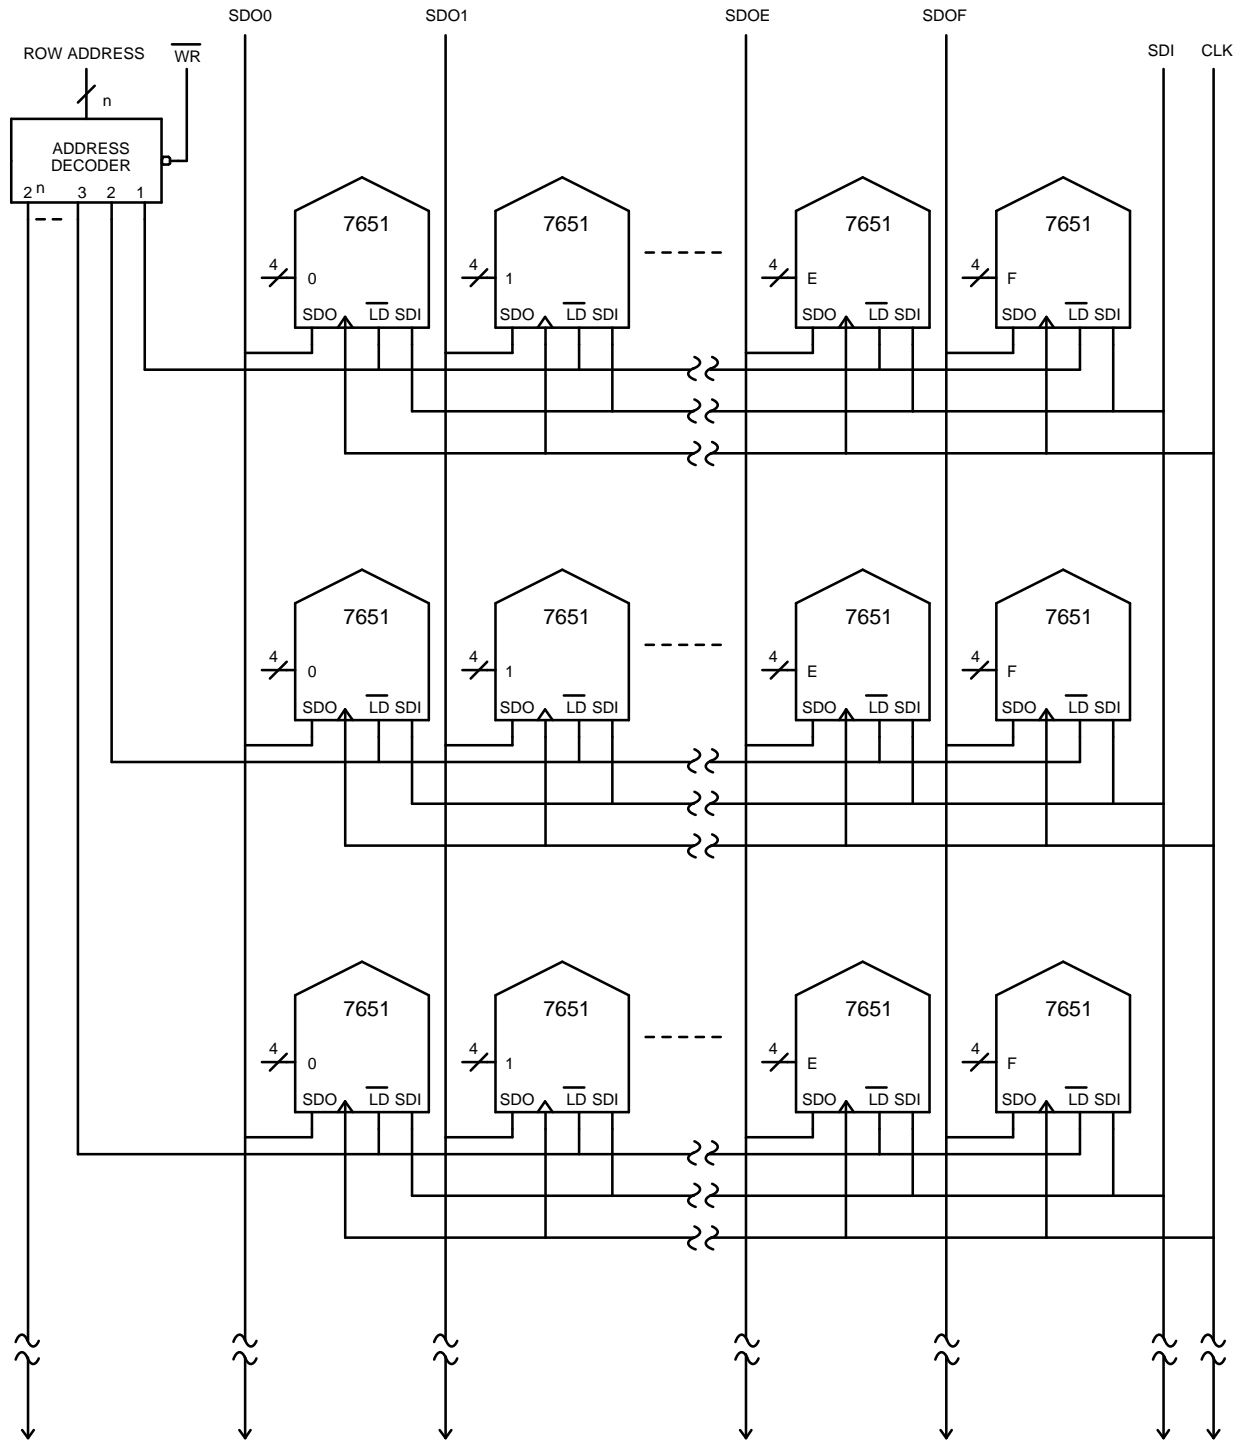 SDO0 SDO1 SDOE SDOF
SDI CLK
ROW ADDRESS WR
n
ADDRESS
DECODER
2n 3 2 1
7651 7651 7651 7651
4 0 4 1 4 E 4 F
SDO LD SDI SDO LD SDI SDO LD SDI SDO LD SDI
7651 7651 7651 7651
4 0 4 1 4 E 4 F
SDO LD SDI SDO LD SDI SDO LD SDI SDO LD SDI
7651 7651 7651 7651
4 0 4 1 4 E 4 F
SDO LD SDI SDO LD SDI SDO LD SDI SDO LD SDI